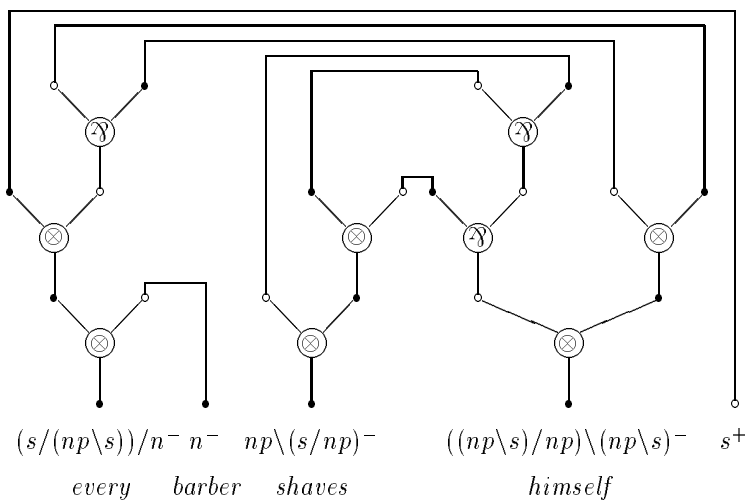 ⅋ ⅋
⊗ ⊗ ⅋ ⊗
⊗ ⊗ ⊗
(s/(np\s))/n⁻ n⁻ np\(s/np)⁻ ((np\s)/np)\(np\s)⁻ s⁺
every barber shaves himself